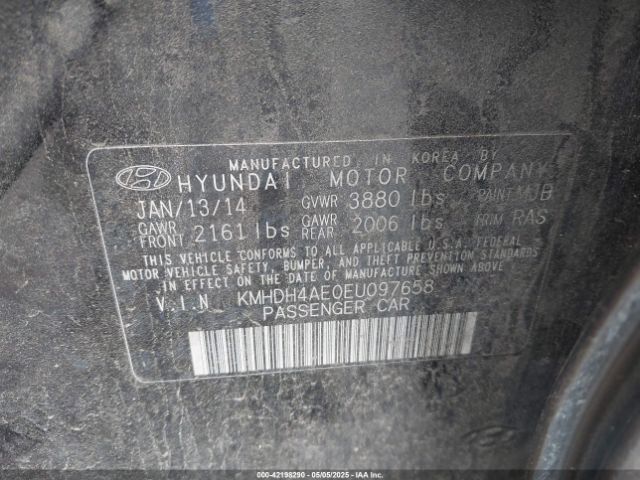 MANUFACTURED IN KOREA BY
HYUNDAI MOTOR COMPANY
JAN/13/14 GVWR 3880 lbs PAINT MJB
GAWR FRONT 2161 lbs GAWR REAR 2006 lbs TRIM RAS
THIS VEHICLE CONFORMS TO ALL APPLICABLE U.S.A. FEDERAL
MOTOR VEHICLE SAFETY, BUMPER, AND THEFT PREVENTION STANDARDS
IN EFFECT ON THE DATE OF MANUFACTURE SHOWN ABOVE.
V.I.N KMHDH4AE0EU097658
PASSENGER CAR
000-42198290 - 05/05/2025 - IAA